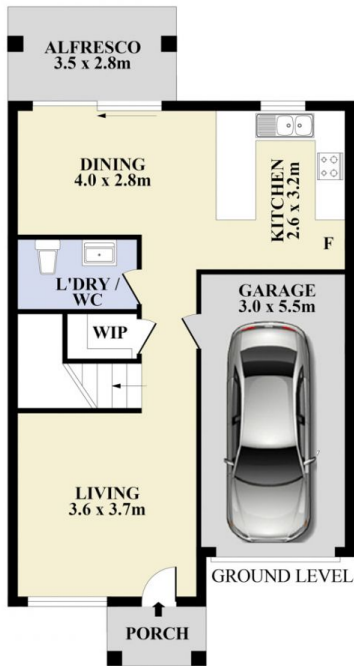 ALFRESCO
3.5 x 2.8m
DINING
4.0 x 2.8m
KITCHEN
2.6 x 3.2m
F
L'DRY /
WC
WIP
GARAGE
3.0 x 5.5m
LIVING
3.6 x 3.7m
GROUND LEVEL
PORCH